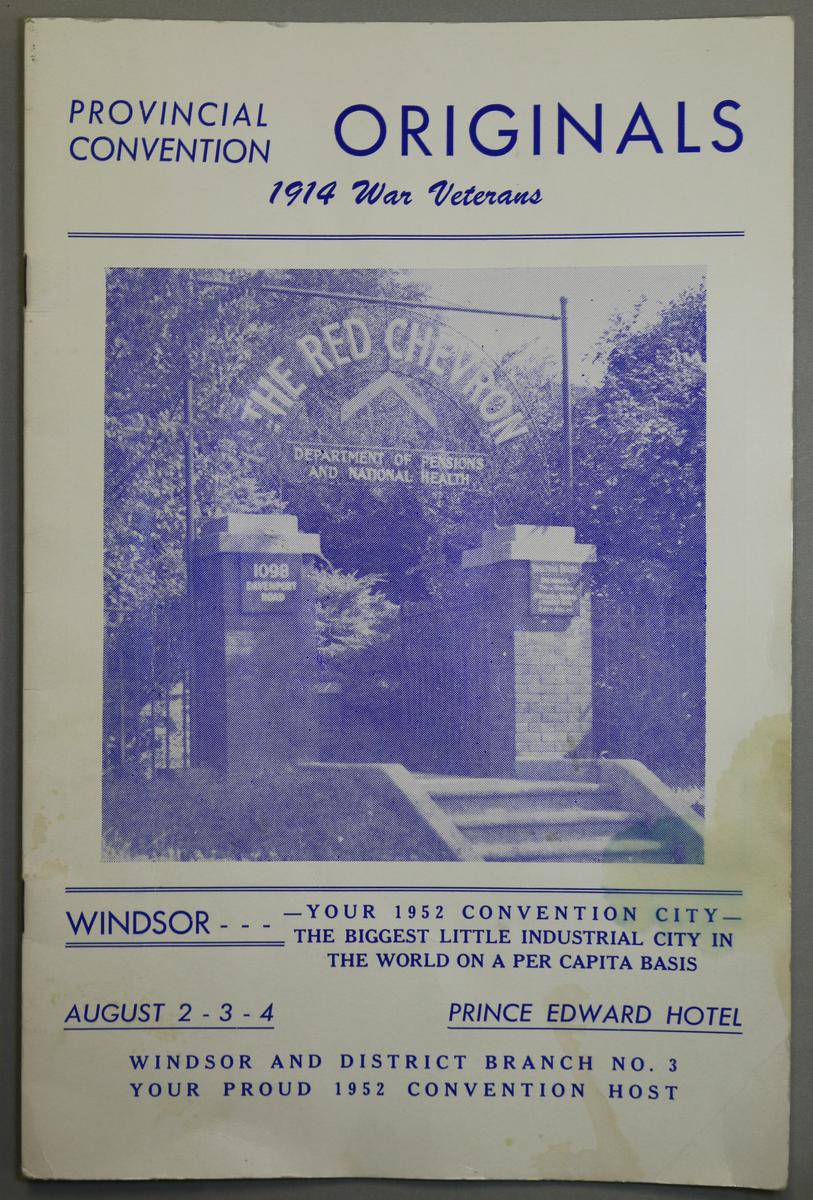 PROVINCIAL
CONVENTION
ORIGINALS
1914 War Veterans
THE RED CHEVRON
DEPARTMENT OF PENSIONS
AND NATIONAL HEALTH
1098
DAVENPORT
ROAD
WINDSOR - - -
—YOUR 1952 CONVENTION CITY—
THE BIGGEST LITTLE INDUSTRIAL CITY IN
THE WORLD ON A PER CAPITA BASIS
AUGUST 2 - 3 - 4
PRINCE EDWARD HOTEL
WINDSOR AND DISTRICT BRANCH NO. 3
YOUR PROUD 1952 CONVENTION HOST